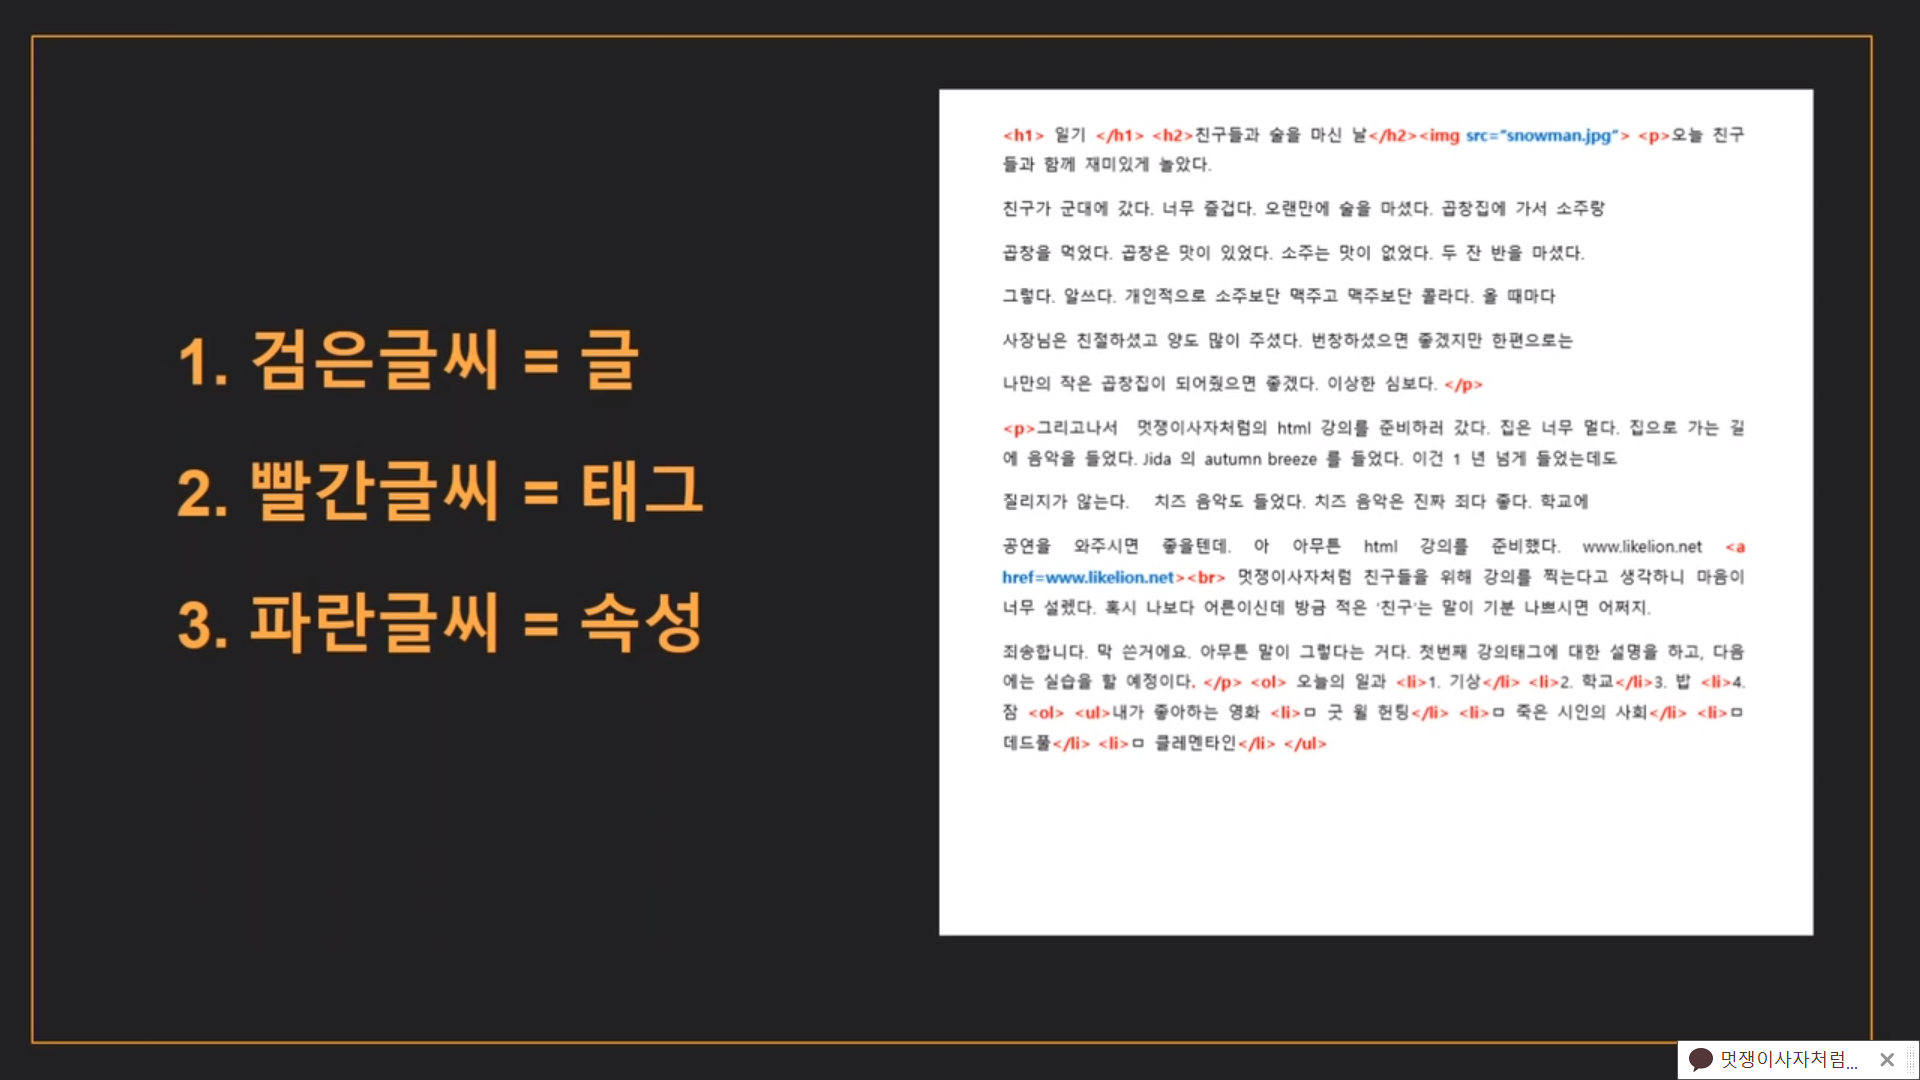 1. 검은글씨 = 글
2. 빨간글씨 = 태그
3. 파란글씨 = 속성
<h1> 일기 </h1> <h2>친구들과 술을 마신 날</h2><img src="snowman.jpg"> <p>오늘 친구
들과 함께 재미있게 놀았다.
친구가 군대에 갔다. 너무 즐겁다. 오랜만에 술을 마셨다. 곱창집에 가서 소주랑
곱창을 먹었다. 곱창은 맛이 있었다. 소주는 맛이 없었다. 두 잔 반을 마셨다.
그렇다. 알쓰다. 개인적으로 소주보단 맥주고 맥주보단 콜라다. 올 때마다
사장님은 친절하셨고 양도 많이 주셨다. 번창하셨으면 좋겠지만 한편으로는
나만의 작은 곱창집이 되어줬으면 좋겠다. 이상한 심보다. </p>
<p>그리고나서 멋쟁이사자처럼의 html 강의를 준비하러 갔다. 집은 너무 멀다. 집으로 가는 길
에 음악을 들었다. Jida 의 autumn breeze 를 들었다. 이건 1 년 넘게 들었는데도
질리지가 않는다. 치즈 음악도 들었다. 치즈 음악은 진짜 죄다 좋다. 학교에
공연을 와주시면 좋을텐데. 아 아무튼 html 강의를 준비했다. www.likelion.net <a
href=www.likelion.net><br> 멋쟁이사자처럼 친구들을 위해 강의를 찍는다고 생각하니 마음이
너무 설렜다. 혹시 나보다 어른이신데 방금 적은 '친구'는 말이 기분 나쁘시면 어쩌지.
죄송합니다. 막 쓴거에요. 아무튼 말이 그렇다는 거다. 첫번째 강의태그에 대한 설명을 하고, 다음
에는 실습을 할 예정이다. </p> <ol> 오늘의 일과 <li>1. 기상</li> <li>2. 학교</li>3. 밥 <li>4.
잠 <ol> <ul>내가 좋아하는 영화 <li>ㅁ 굿 윌 헌팅</li> <li>ㅁ 죽은 시인의 사회</li> <li>ㅁ
데드풀</li> <li>ㅁ 클레멘타인</li> </ul>
멋쟁이사자처럼...